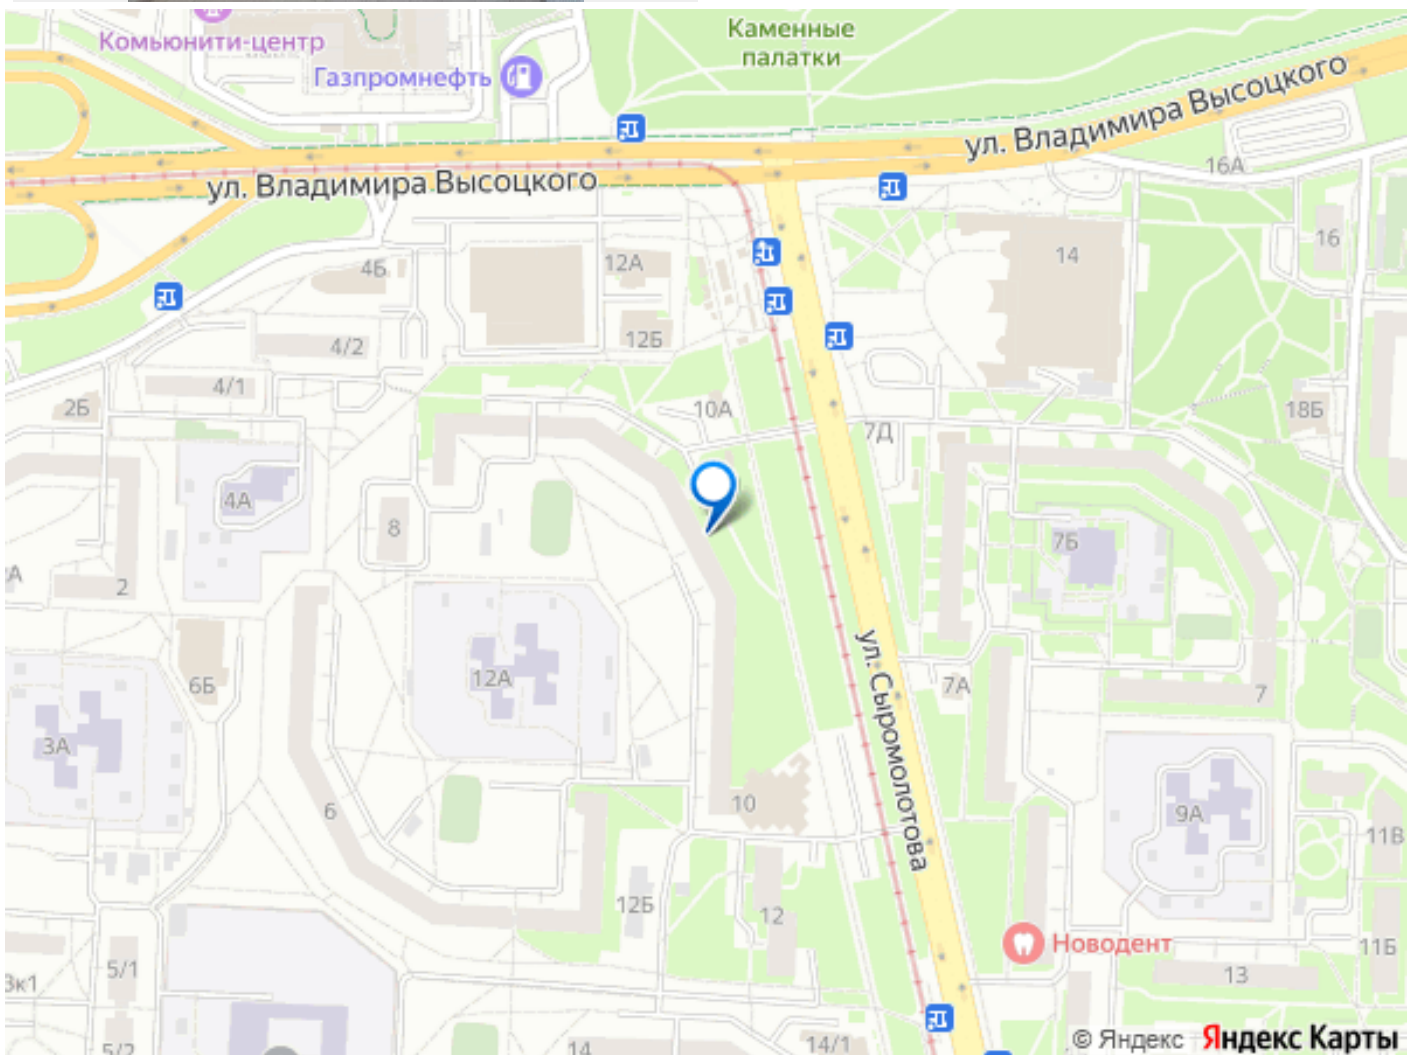 Каменные
палатки
Комьюнити-центр
Газпромнефть
ул. Владимира Высоцкого
16А
ул. Владимира Высоцкого
16
14
4Б
12А
12Б
4/2
4/1
2Б
10А
18Б
7Д
4А
8
7Б
2
12А
6Б
7А
7
3А
ул. Сыромолотова
6
10
9А
11В
12Б
12
Новодент
11Б
5/1
3к1
13
14
14/1
5/2
© Яндекс Яндекс Карты